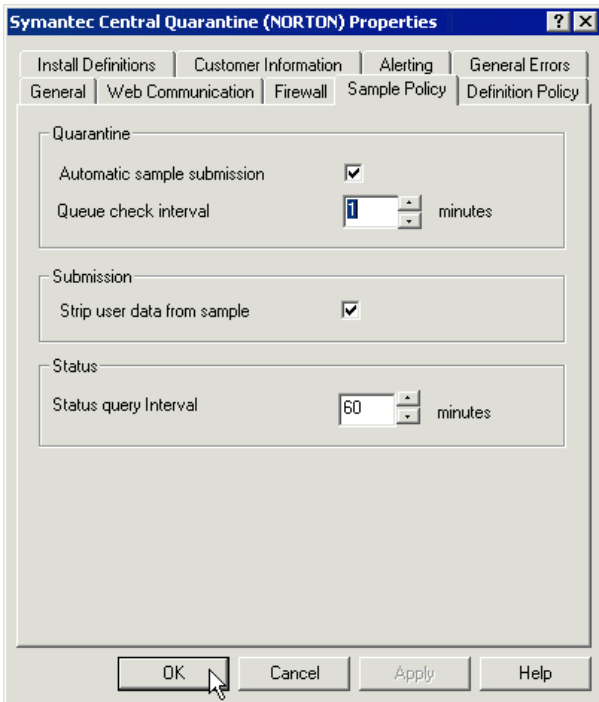 Symantec Central Quarantine (NORTON) Properties ? X
Install Definitions Customer Information Alerting General Errors
General Web Communication Firewall Sample Policy Definition Policy
Quarantine
Automatic sample submission
Queue check interval 1 minutes
Submission
Strip user data from sample
Status
Status query Interval 60 minutes
OK Cancel Apply Help